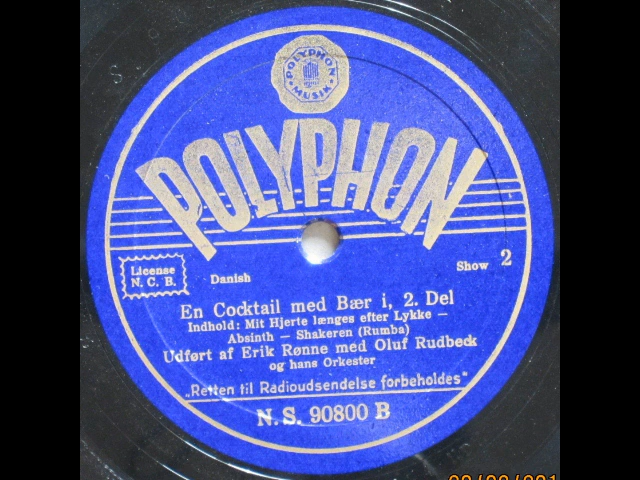 POLYPHON
MUSIK
POLYPHON
License
N. C. B.
Danish
Show 2
En Cocktail med Bær i, 2. Del
Indhold: Mit Hjerte længes efter Lykke —
Absinth — Shakeren (Rumba)
Udført af Erik Rønne med Oluf Rudbeck
og hans Orkester
„Retten til Radioudsendelse forbeholdes"
N. S. 90800 B